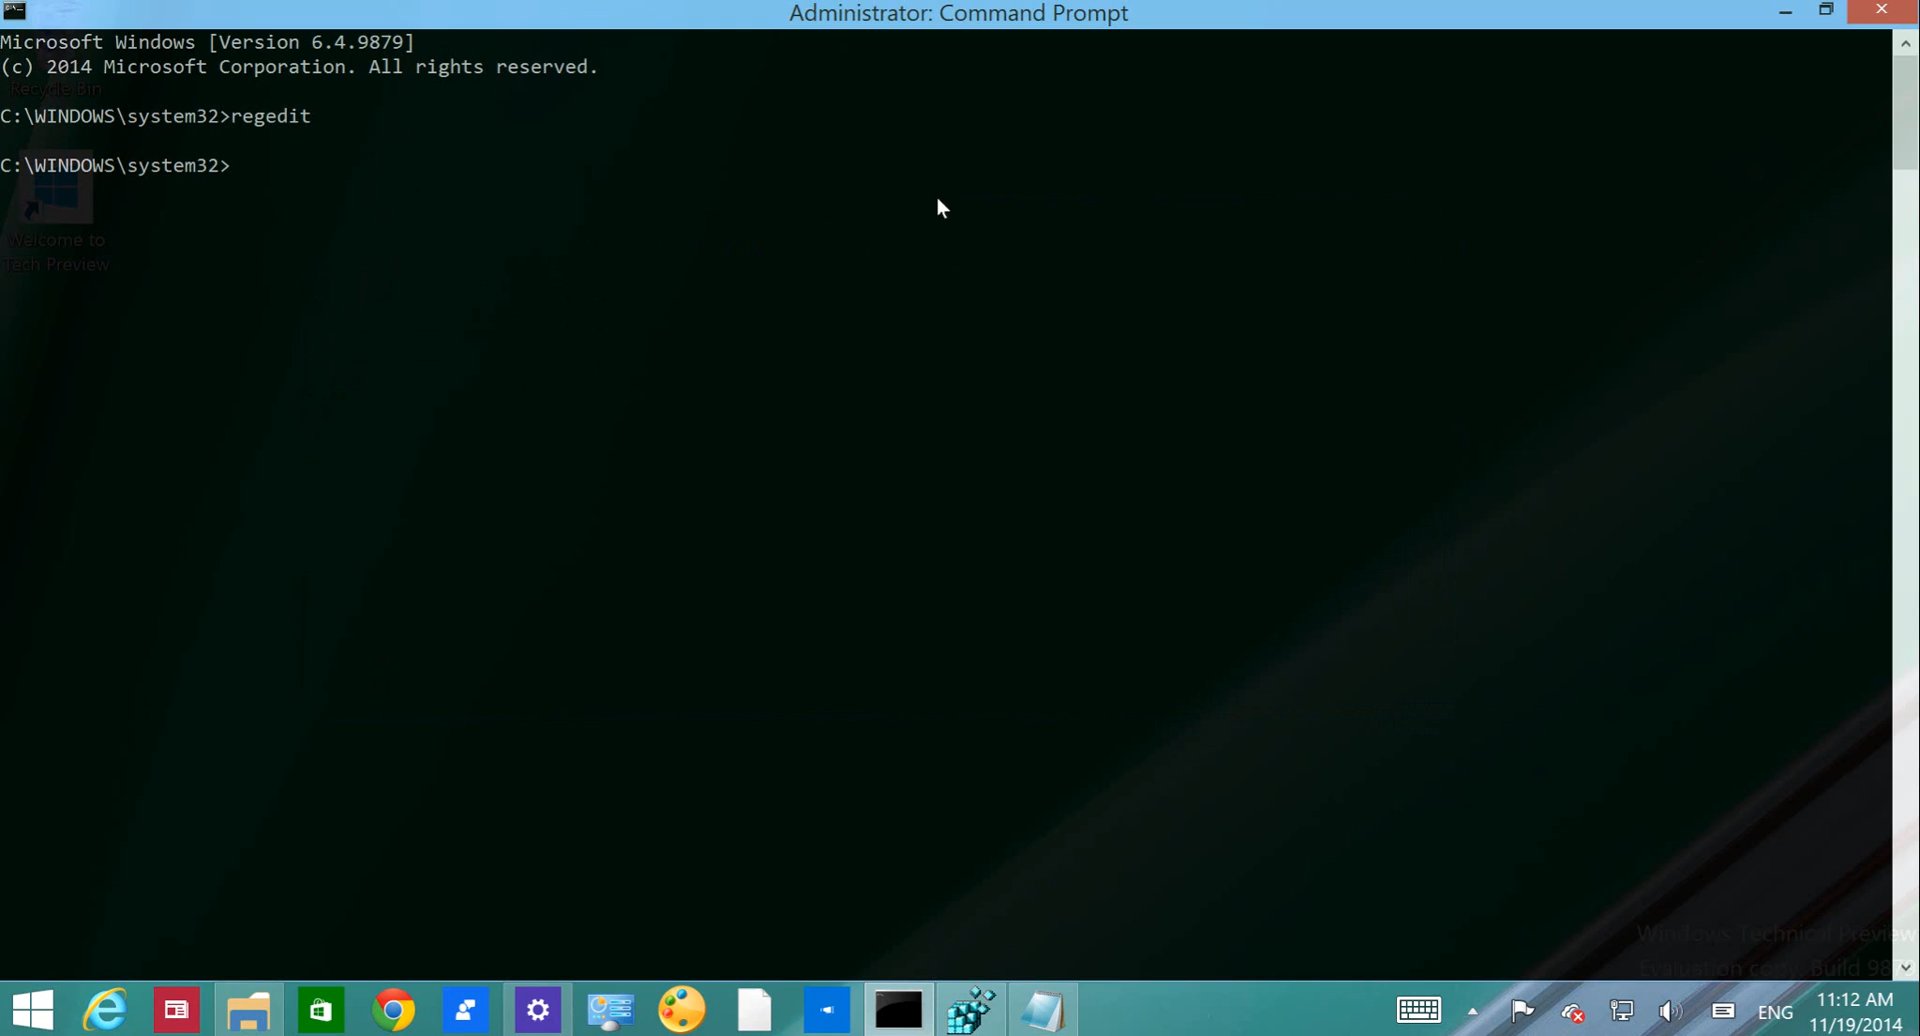 Administrator: Command Prompt
Microsoft Windows [Version 6.4.9879]
(c) 2014 Microsoft Corporation. All rights reserved.
Recycle Bin
C:\WINDOWS\system32>regedit
C:\WINDOWS\system32>
Welcome to
Tech Preview
Windows Technical Preview
Evaluation copy. Build 987
ENG
11:12 AM
11/19/2014